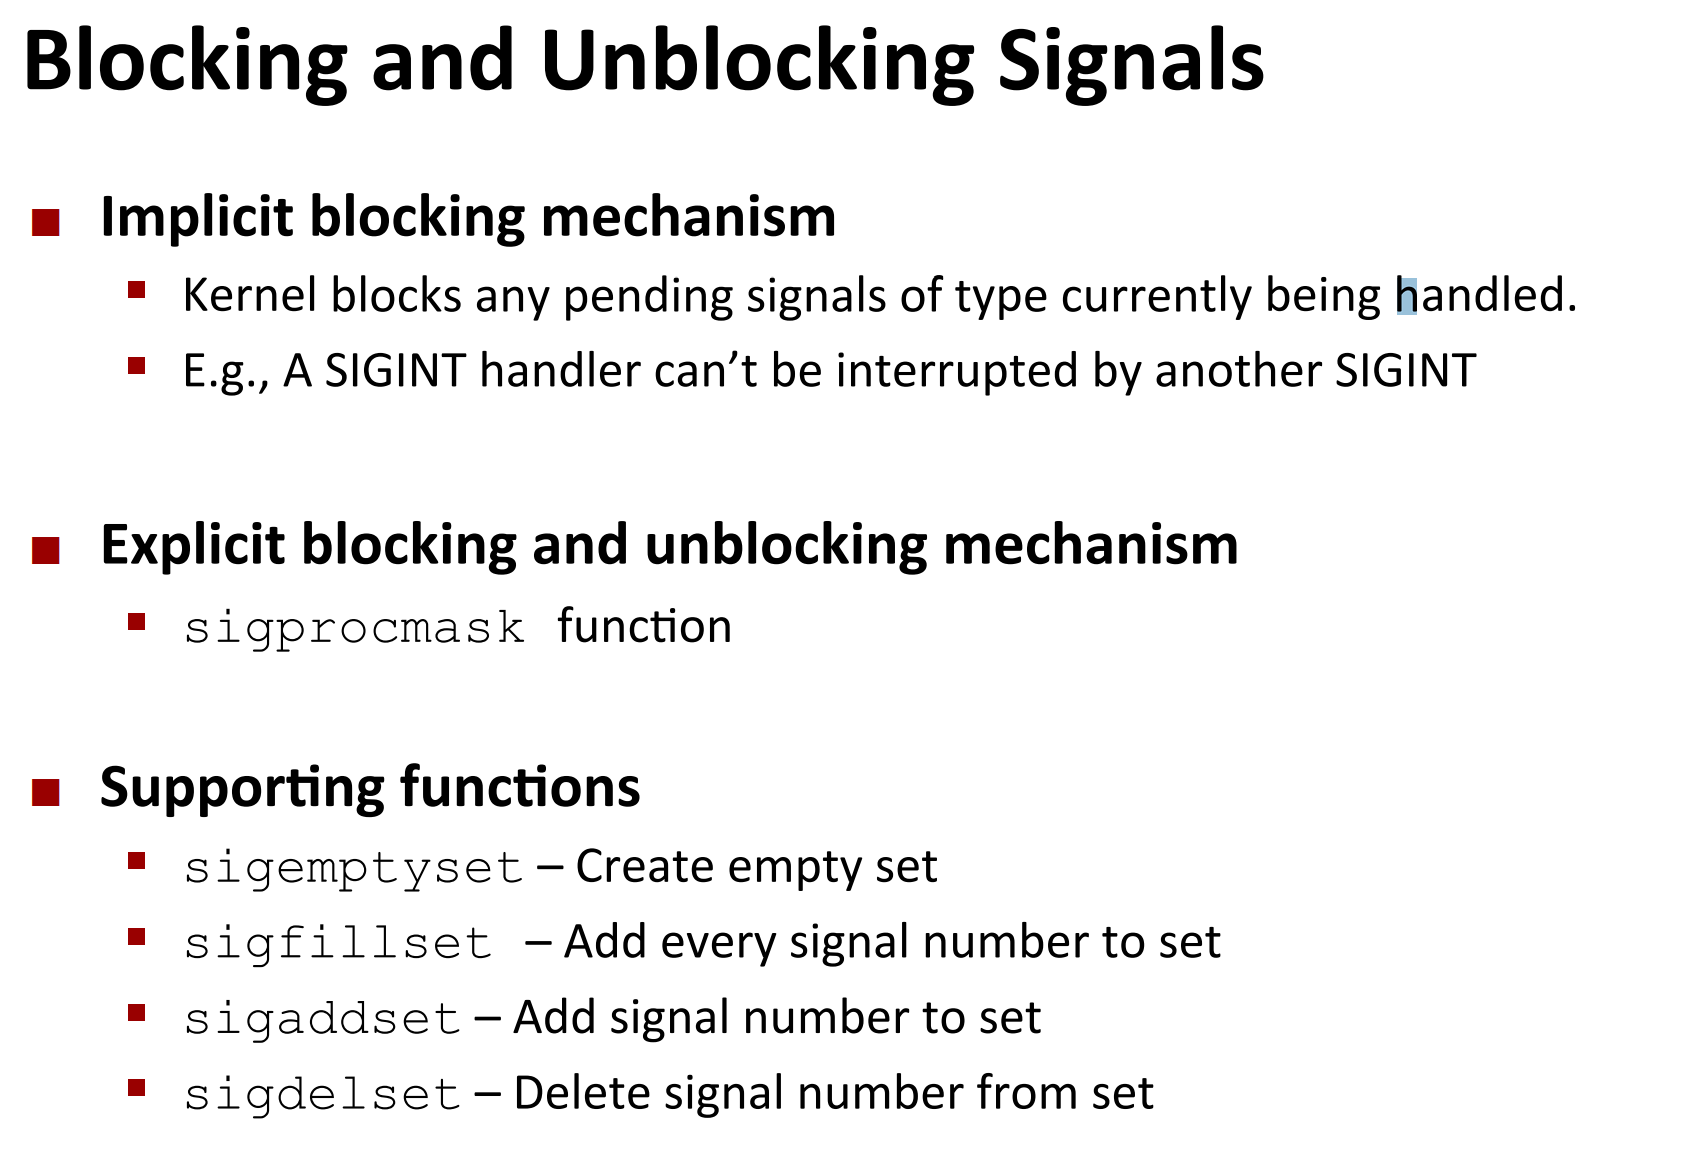 Blocking and Unblocking Signals
Implicit blocking mechanism
Kernel blocks any pending signals of type currently being handled.
E.g., A SIGINT handler can’t be interrupted by another SIGINT
Explicit blocking and unblocking mechanism
sigprocmask function
Supporting functions
sigemptyset – Create empty set
sigfillset – Add every signal number to set
sigaddset – Add signal number to set
sigdelset – Delete signal number from set